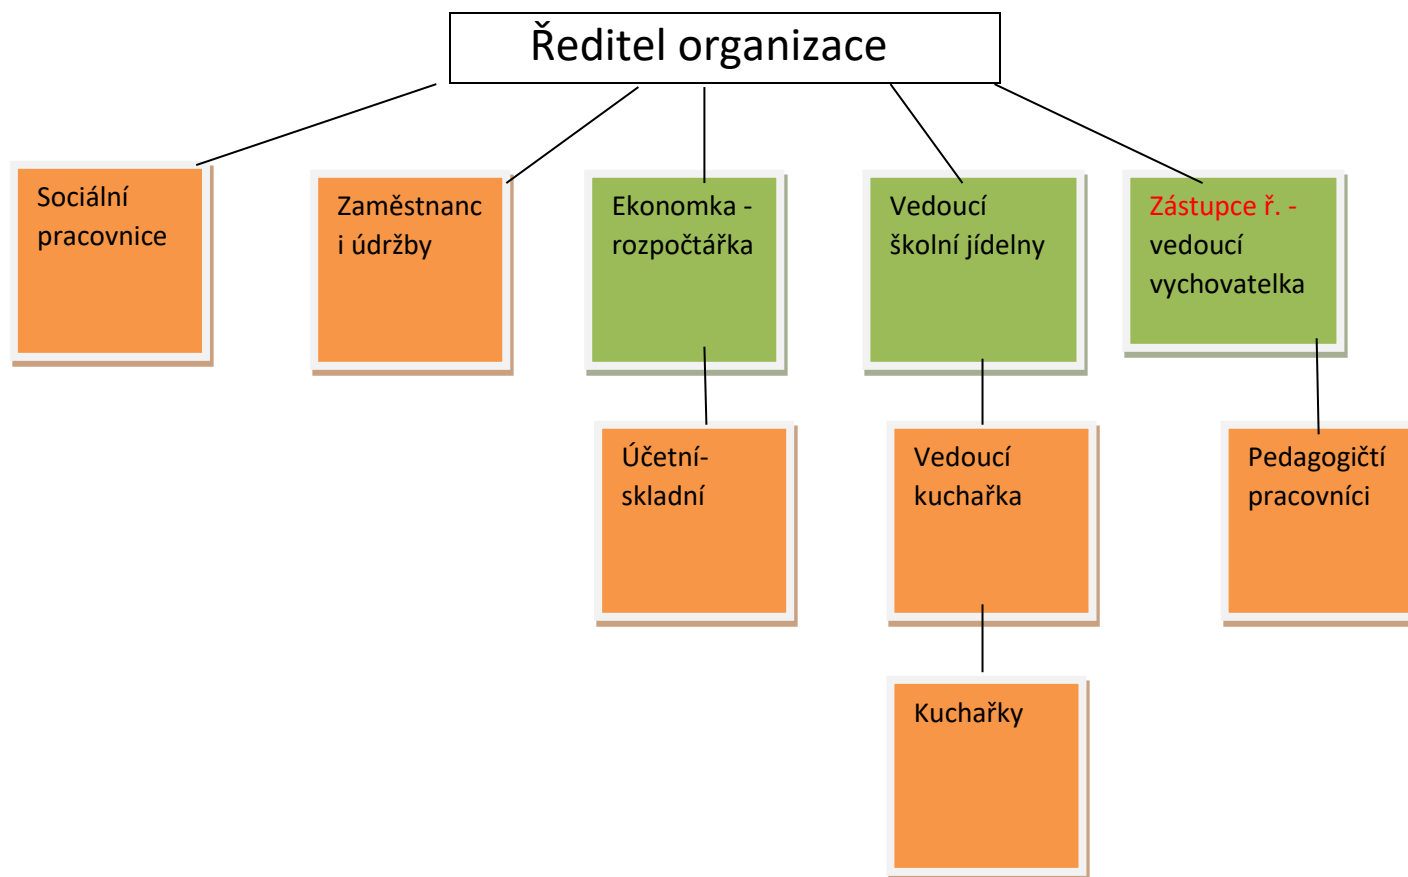 Ředitel organizace
Sociální
pracovnice
Zaměstnanc
i údržby
Ekonomka -
rozpočtářka
Vedoucí
školní jídelny
Zástupce ř. -
vedoucí
vychovatelka
Účetní-
skladní
Vedoucí
kuchařka
Pedagogičtí
pracovníci
Kuchařky